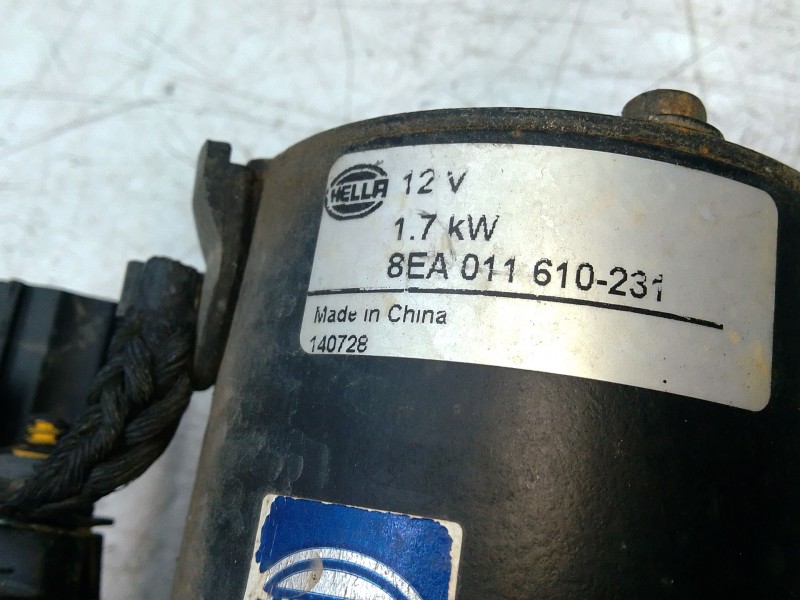 HELLA 12 V
1.7 kW
8EA 011 610-231
Made in China
140728